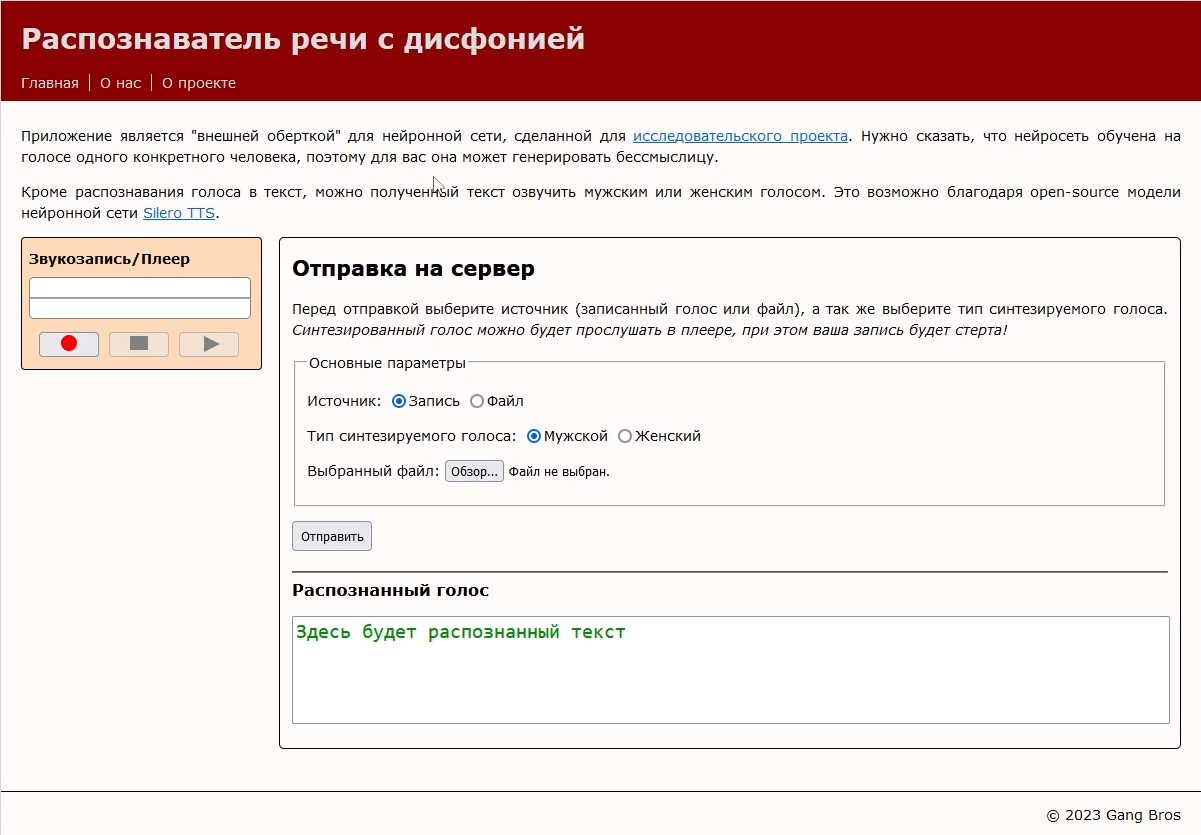 Распознаватель речи с дисфонией
Главная | О нас | О проекте
Приложение является "внешней оберткой" для нейронной сети, сделанной для исследовательского проекта. Нужно сказать, что нейросеть обучена на
голосе одного конкретного человека, поэтому для вас она может генерировать бессмыслицу.
Кроме распознавания голоса в текст, можно полученный текст озвучить мужским или женским голосом. Это возможно благодаря open-source модели
нейронной сети Silero TTS.
Звукозапись/Плеер
Отправка на сервер
Перед отправкой выберите источник (записанный голос или файл), а так же выберите тип синтезируемого голоса.
Синтезированный голос можно будет прослушать в плеере, при этом ваша запись будет стерта!
Основные параметры
Источник: Запись Файл
Тип синтезируемого голоса: Мужской Женский
Выбранный файл: Обзор... Файл не выбран.
Отправить
Распознанный голос
Здесь будет распознанный текст
© 2023 Gang Bros